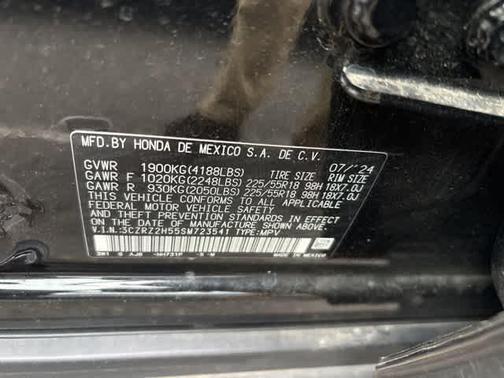 MFD.BY HONDA DE MEXICO S.A. DE C.V.
07/'24
GVWR 1900KG(4188LBS) TIRE SIZE RIM SIZE
GAWR F 1020KG(2248LBS) 225/55R18 98H 18X7.0J
GAWR R 930KG(2050LBS) 225/55R18 98H 18X7.0J
THIS VEHICLE CONFORMS TO ALL APPLICABLE
FEDERAL MOTOR VEHICLE SAFETY, BUMPER,
AND THEFT PREVENTION STANDARDS IN EFFECT
ON THE DATE OF MANUFACTURE SHOWN ABOVE.
V.I.N.:3CZRZ2H55SM723541 TYPE:MPV